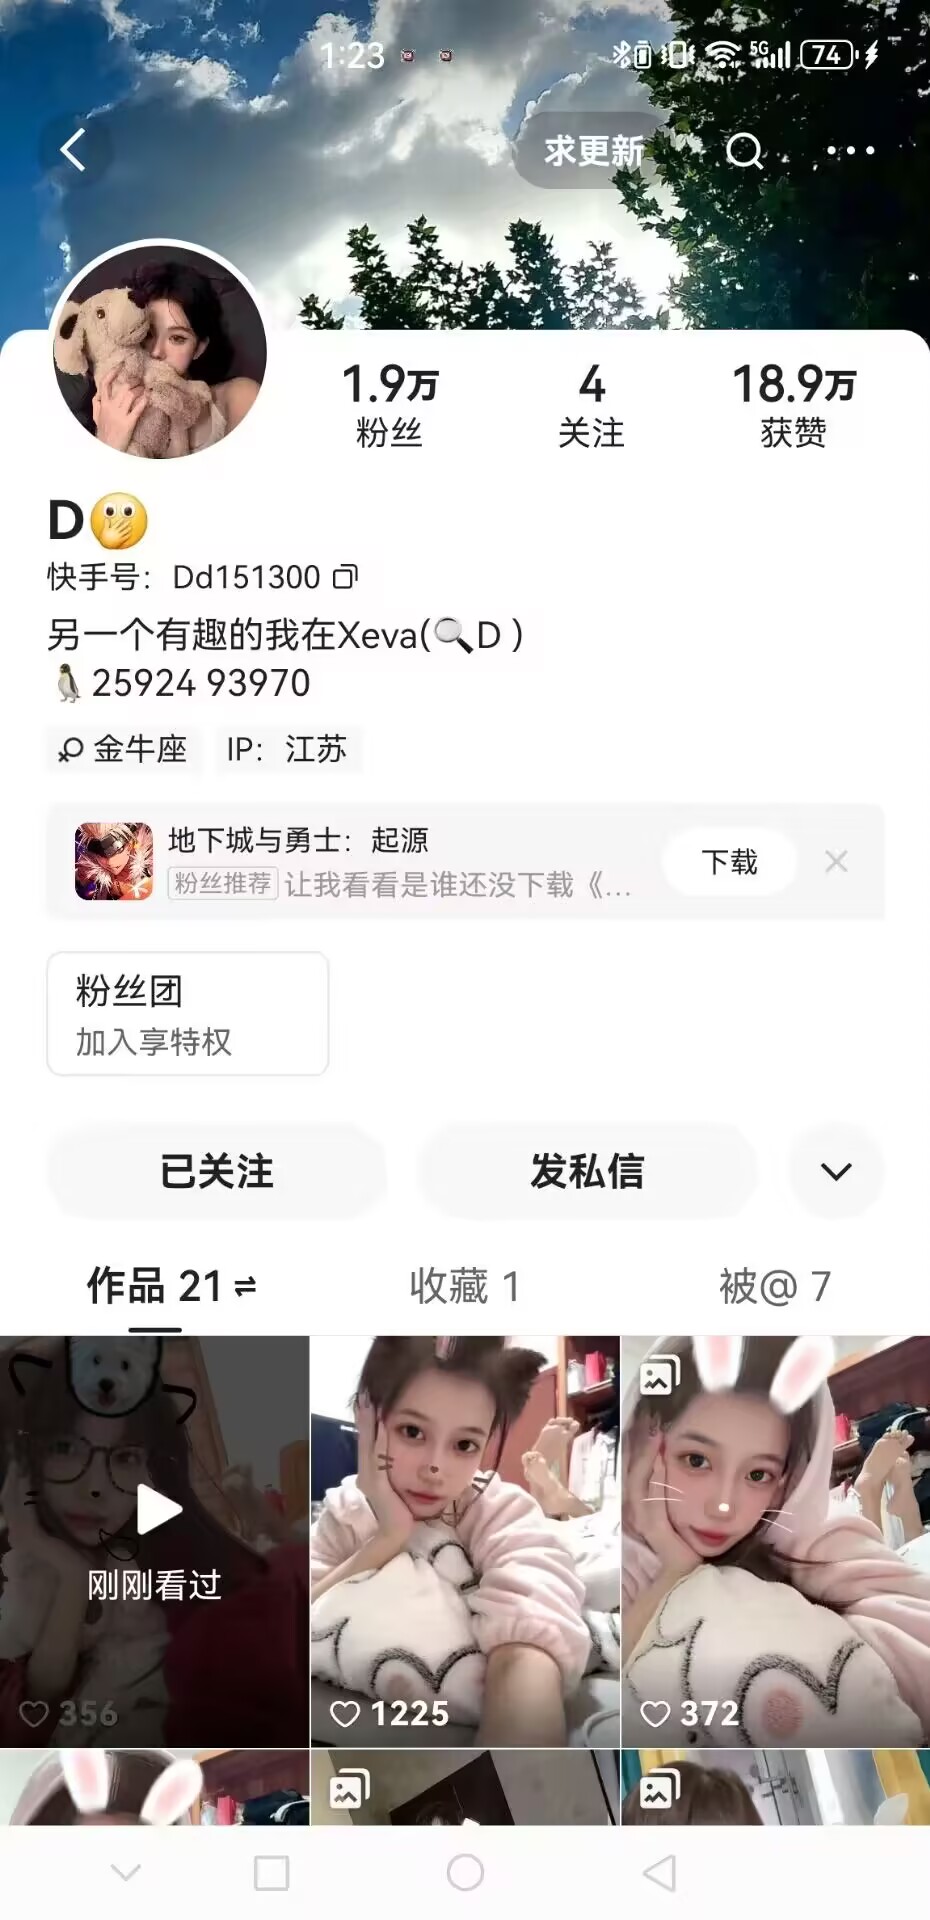 1:23
5G 74
求更新
1.9万
粉丝
4
关注
18.9万
获赞
D🫢
快手号：Dd151300
另一个有趣的我在Xeva(🔍D )
🐧25924 93970
金牛座
IP：江苏
地下城与勇士：起源
下载
粉丝推荐 让我看看是谁还没下载《...
粉丝团
加入享特权
已关注
发私信
作品 21
收藏 1
被@ 7
刚刚看过
356
1225
372